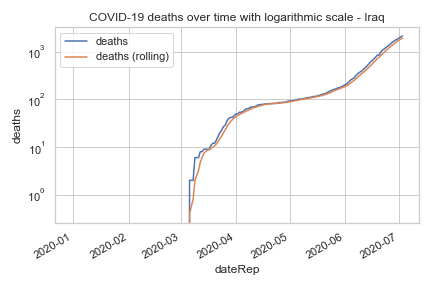 COVID-19 deaths over time with logarithmic scale - Iraq
deaths
deaths (rolling)
deaths
10³
10²
10¹
10⁰
2020-01
2020-02
2020-03
2020-04
2020-05
2020-06
2020-07
dateRep